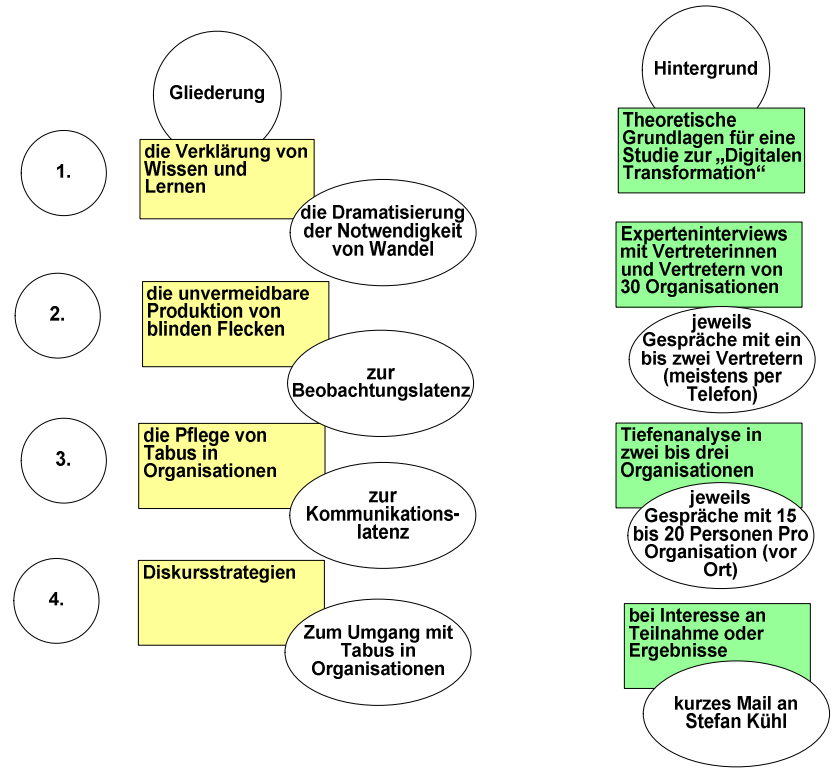 Gliederung
1.
die Verklärung von
Wissen und
Lernen
die Dramatisierung
der Notwendigkeit
von Wandel
2.
die unvermeidbare
Produktion von
blinden Flecken
zur
Beobachtungslatenz
3.
die Pflege von
Tabus in
Organisationen
zur
Kommunikations-
latenz
4.
Diskursstrategien
Zum Umgang mit
Tabus in
Organisationen
Hintergrund
Theoretische
Grundlagen für eine
Studie zur „Digitalen
Transformation“
Experteninterviews
mit Vertreterinnen
und Vertretern von
30 Organisationen
jeweils
Gespräche mit ein
bis zwei Vertretern
(meistens per
Telefon)
Tiefenanalyse in
zwei bis drei
Organisationen
jeweils
Gespräche mit 15
bis 20 Personen Pro
Organisation (vor
Ort)
bei Interesse an
Teilnahme oder
Ergebnisse
kurzes Mail an
Stefan Kühl